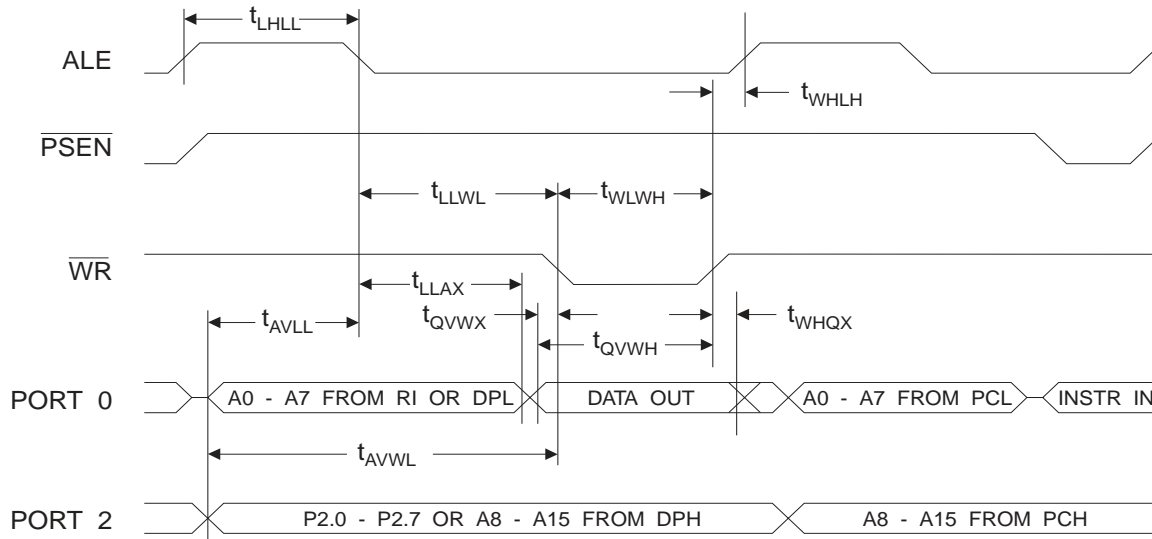 tLHLL
ALE
tWHLH
PSEN
tLLWL
tWLWH
WR
tLLAX
tQVWX
tWHQX
tAVLL
tQVWH
PORT 0
A0 - A7 FROM RI OR DPL
DATA OUT
A0 - A7 FROM PCL
INSTR IN
tAVWL
PORT 2
P2.0 - P2.7 OR A8 - A15 FROM DPH
A8 - A15 FROM PCH